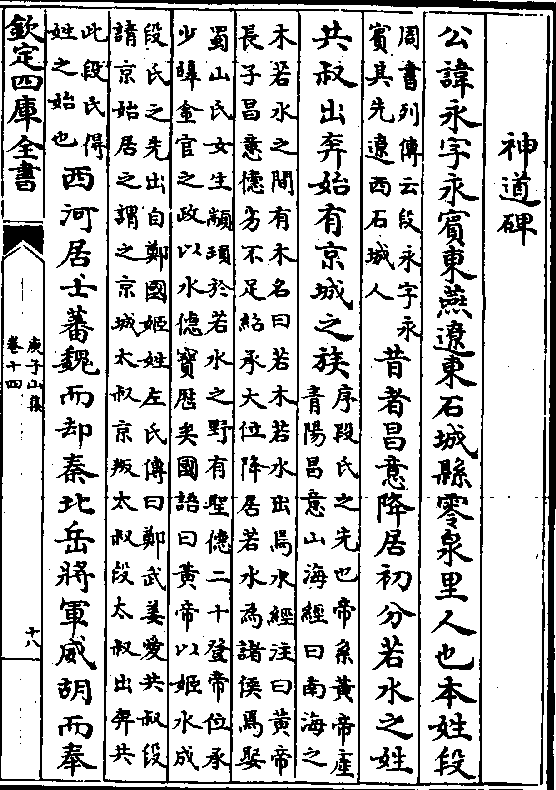 神道碑
公諱永字永賓東燕遼東石城縣零泉里人也本姓段
周書列傳云段永字永
賓其先遼西石城人
昔者昌意降居初分若水之姓
共叔出奔始有京城之族
序段氏之先也帝系黃帝產
青陽昌意山海經曰南海之
木若水之間有木名曰若木若水出焉水經注曰黃帝
長子昌意德劣不足紹承大位降居若水為諸侯焉娶
蜀山氏女生顓頊於若水之野有聖德二十登帝位承
少皡金官之政以水德寶歷矣國語曰黃帝以姬水成
段氏之先出自鄭國姬姓左氏傳曰鄭武姜愛共叔段
請京始居之謂之京城太叔京叛太叔段太叔出奔共
此段氏得
姓之始也
西河居士蕃魏而却秦北岳將軍威胡而奉
欽定四庫全書
庾子山集
卷十四
十八